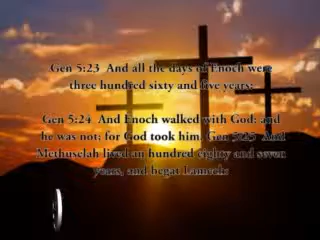 Gen 5:23 And all the days of Enoch were
three hundred sixty and five years:
Gen 5:24 And Enoch walked with God: and
he was not; for God took him. Gen 5:25 And
Methuselah lived an hundred eighty and seven
years, and begat Lamech: